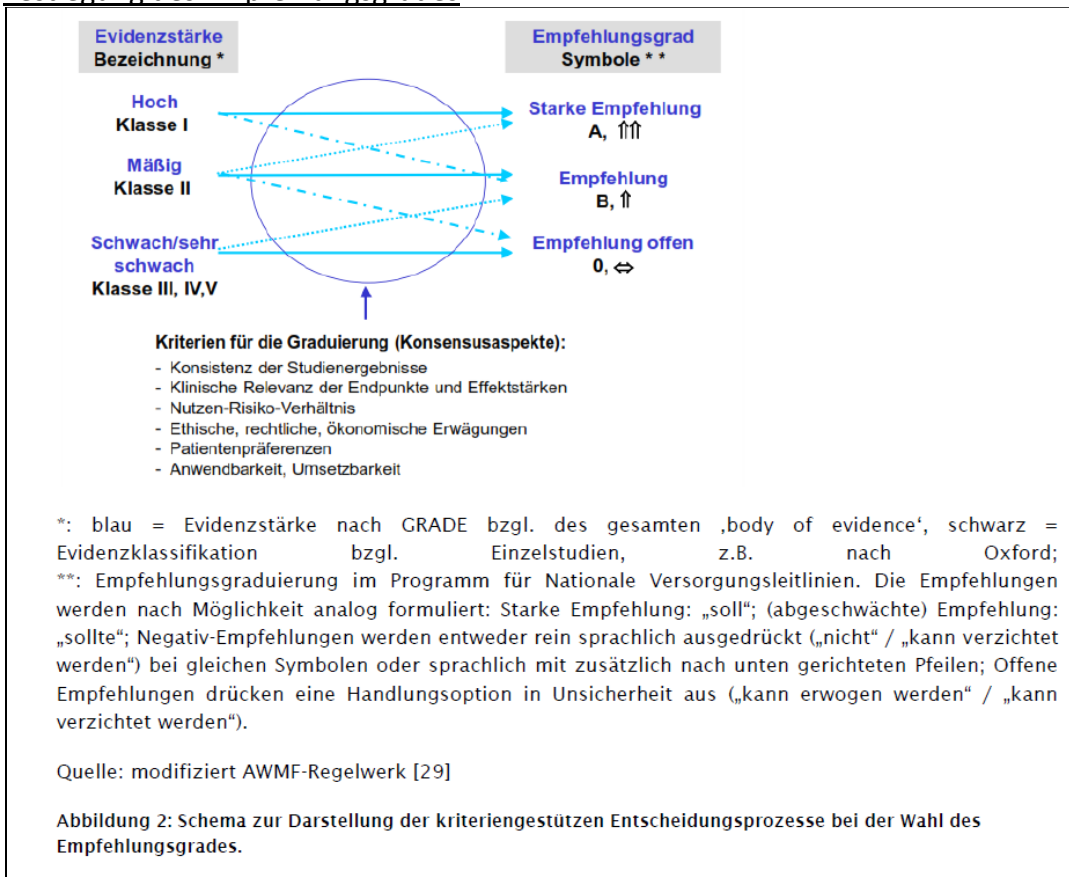 Evidenzstärke
Bezeichnung *
Empfehlungsgrad
Symbole * *
Hoch
Klasse I
Starke Empfehlung
A, ⇑⇑
Mäßig
Klasse II
Empfehlung
B, ⇑
Schwach/sehr
schwach
Klasse III, IV,V
Empfehlung offen
0, ⇔
Kriterien für die Graduierung (Konsensusaspekte):
- Konsistenz der Studienergebnisse
- Klinische Relevanz der Endpunkte und Effektstärken
- Nutzen-Risiko-Verhältnis
- Ethische, rechtliche, ökonomische Erwägungen
- Patientenpräferenzen
- Anwendbarkeit, Umsetzbarkeit
*: blau = Evidenzstärke nach GRADE bzgl. des gesamten ‚body of evidence‘, schwarz =
Evidenzklassifikation bzgl. Einzelstudien, z.B. nach Oxford;
**: Empfehlungsgraduierung im Programm für Nationale Versorgungsleitlinien. Die Empfehlungen
werden nach Möglichkeit analog formuliert: Starke Empfehlung: „soll“; (abgeschwächte) Empfehlung:
„sollte“; Negativ-Empfehlungen werden entweder rein sprachlich ausgedrückt („nicht“ / „kann verzichtet
werden“) bei gleichen Symbolen oder sprachlich mit zusätzlich nach unten gerichteten Pfeilen; Offene
Empfehlungen drücken eine Handlungsoption in Unsicherheit aus („kann erwogen werden“ / „kann
verzichtet werden“).
Quelle: modifiziert AWMF-Regelwerk [29]
Abbildung 2: Schema zur Darstellung der kriteriengestützen Entscheidungsprozesse bei der Wahl des
Empfehlungsgrades.